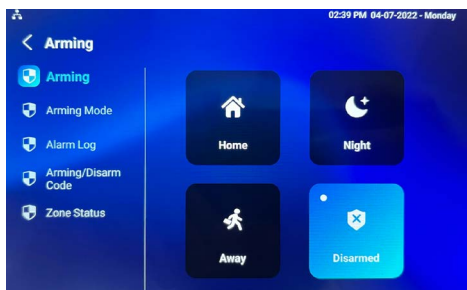 02:39 PM 04-07-2022 - Monday
Arming
Arming
Arming Mode
Alarm Log
Arming/Disarm
Code
Zone Status
Home
Night
Away
Disarmed